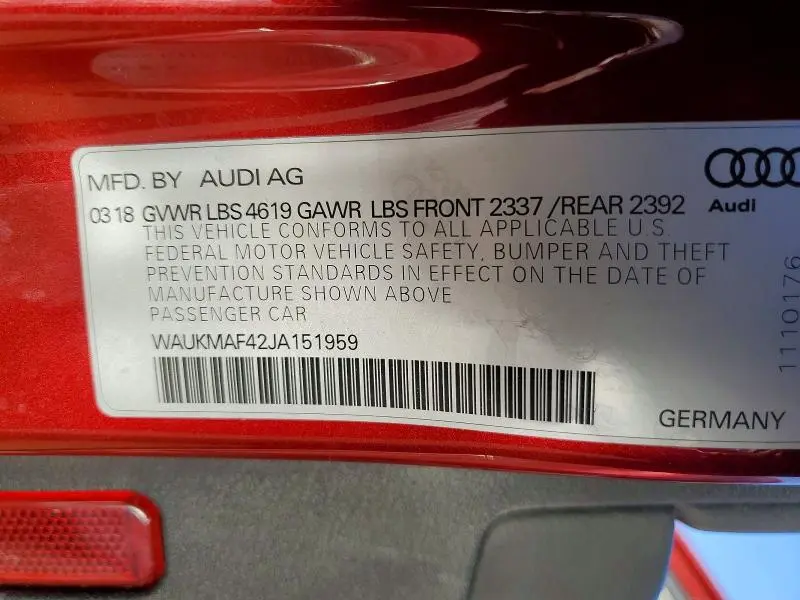 MFD. BY AUDI AG
0318 GVWR LBS 4619 GAWR LBS FRONT 2337 /REAR 2392
Audi
THIS VEHICLE CONFORMS TO ALL APPLICABLE U.S.
FEDERAL MOTOR VEHICLE SAFETY, BUMPER AND THEFT
PREVENTION STANDARDS IN EFFECT ON THE DATE OF
MANUFACTURE SHOWN ABOVE
PASSENGER CAR
WAUKMAF42JA151959
GERMANY
1110176